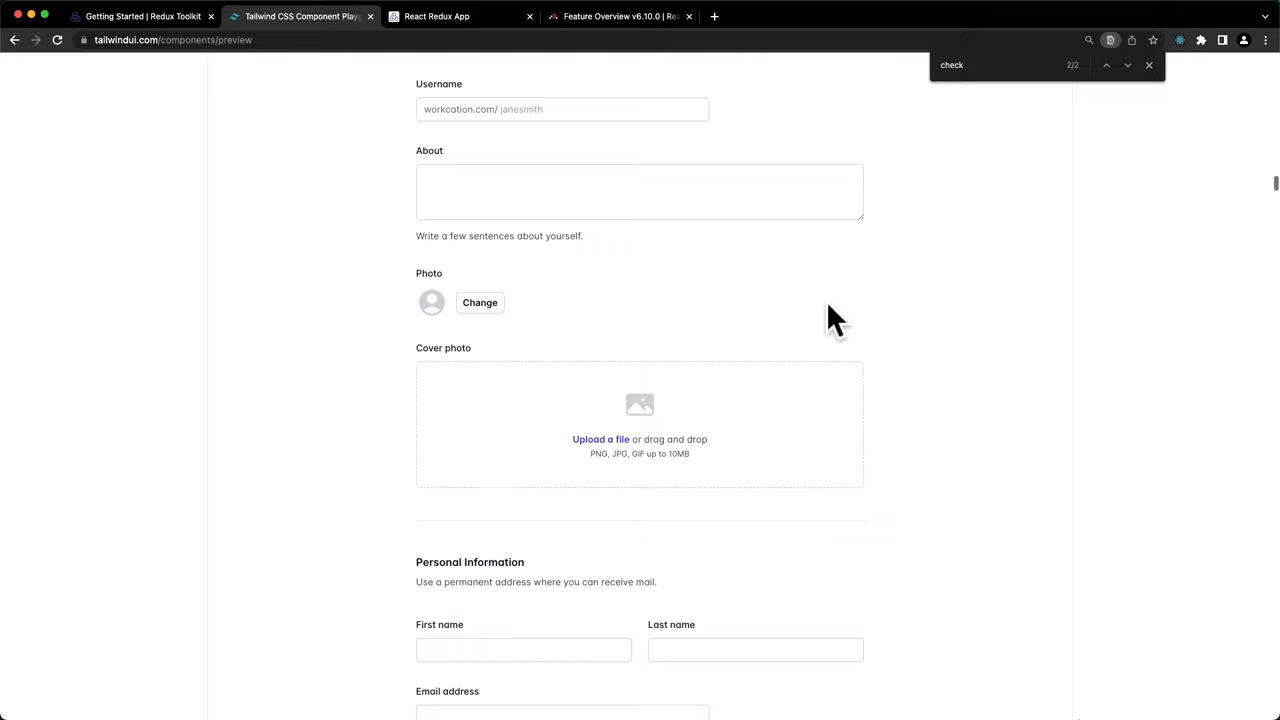 Getting Started | Redux Toolkit
Tailwind CSS Component Playg
React Redux App
Feature Overview v6.10.0 | Rea
tailwindui.com/components/preview
check
2/2
Username
workcation.com/ janesmith
About
Write a few sentences about yourself.
Photo
Change
Cover photo
Upload a file or drag and drop
PNG, JPG, GIF up to 10MB
Personal Information
Use a permanent address where you can receive mail.
First name Last name
Email address